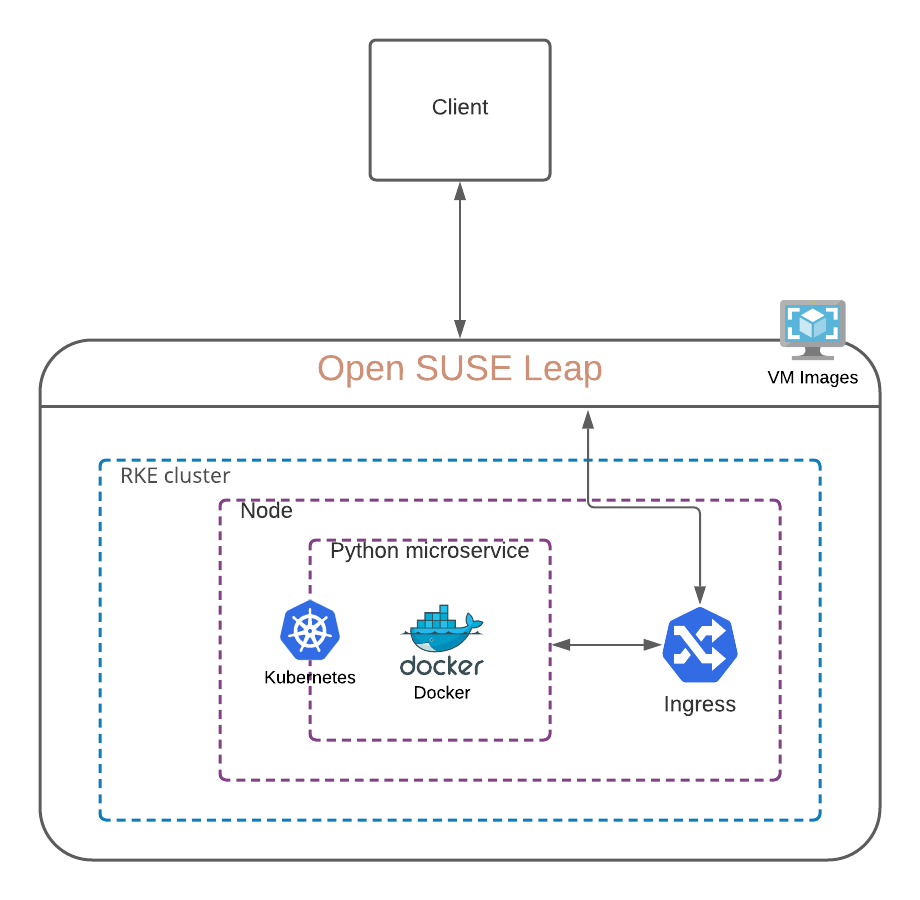 Client
Open SUSE Leap
VM Images
RKE cluster
Node
Python microservice
docker
Kubernetes
Docker
Ingress